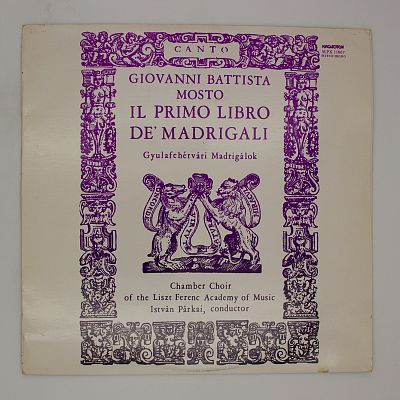 CANTO
HUNGAROTON
GIOVANNI BATTISTA
MOSTO
IL PRIMO LIBRO
DE' MADRIGALI
Gyulafehérvári Madrigálok
Chamber Choir
of the Liszt Ferenc Academy of Music
István Párkai, conductor